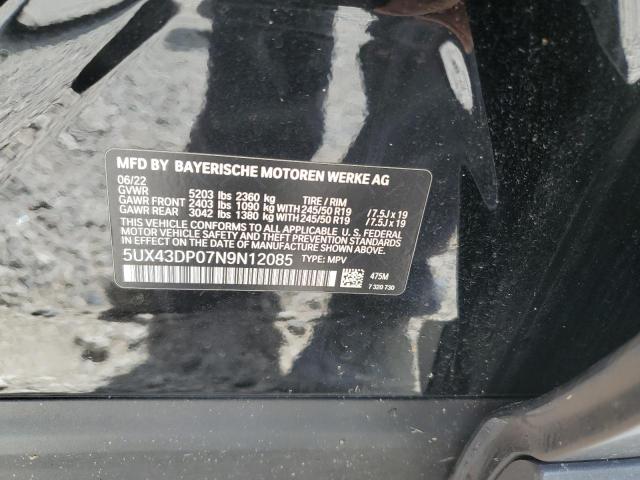 MFD BY BAYERISCHE MOTOREN WERKE AG
06/22
GVWR 5203 lbs 2360 kg TIRE / RIM
GAWR FRONT 2403 lbs 1090 kg WITH 245/50 R19 / 7.5J x 19
GAWR REAR 3042 lbs 1380 kg WITH 245/50 R19 / 7.5J x 19
THIS VEHICLE CONFORMS TO ALL APPLICABLE U.S. FEDERAL
MOTOR VEHICLE SAFETY, BUMPER, AND THEFT PREVENTION
STANDARDS IN EFFECT ON THE DATE OF MANUFACTURE SHOWN ABOVE.
5UX43DP07N9N12085 TYPE: MPV
475M
7 320 730